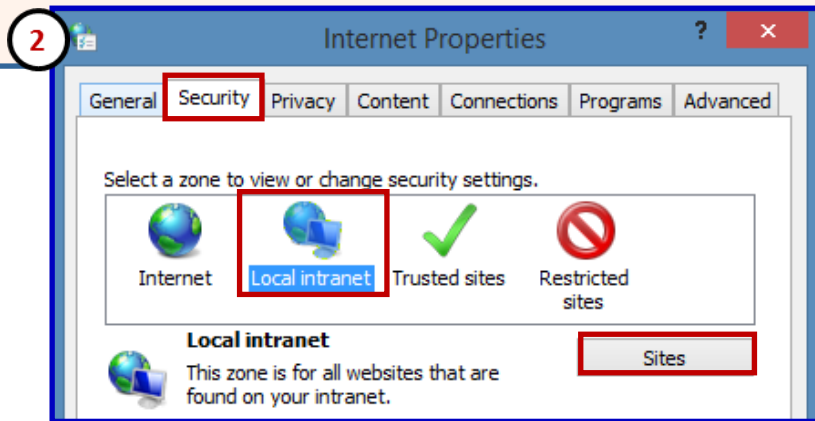 2
Internet Properties
? ×
General Security Privacy Content Connections Programs Advanced
Select a zone to view or change security settings.
Internet Local intranet Trusted sites Restricted
sites
Local intranet
Sites
This zone is for all websites that are
found on your intranet.